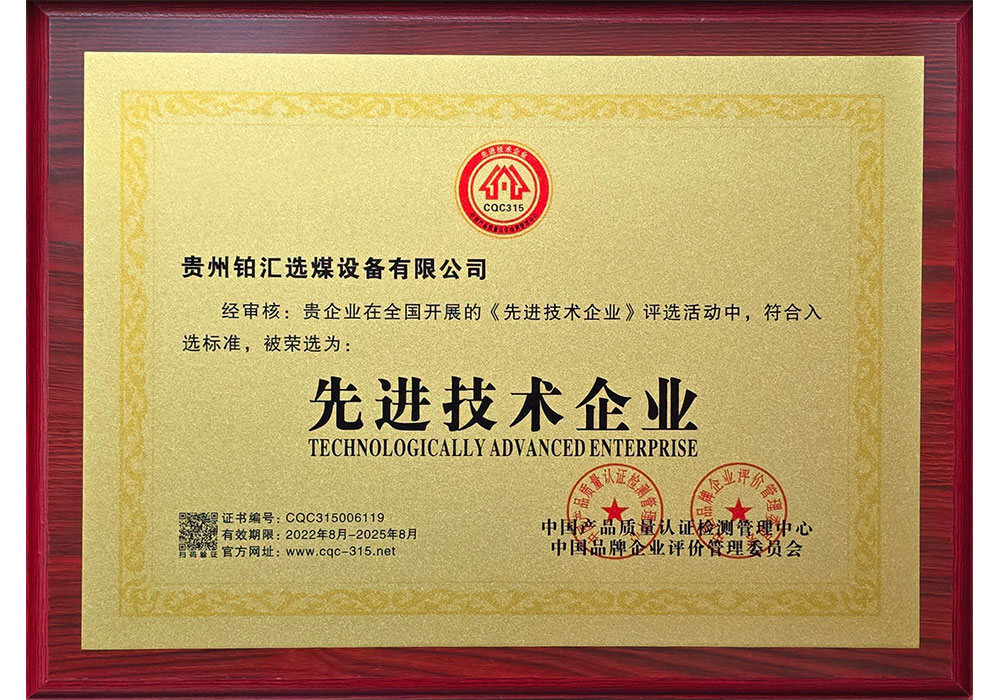 先进技术企业
CQC315
贵州铂汇选煤设备有限公司
经审核：贵企业在全国开展的《先进技术企业》评选活动中，符合入
选标准，被荣选为：
先进技术企业
TECHNOLOGICALLY ADVANCED ENTERPRISE
证书编号：CQC315006119
有效期限：2022年8月-2025年8月
官方网址：www.cqc-315.net
扫码验证
中国产品质量认证检测管理中心
中国品牌企业评价管理委员会